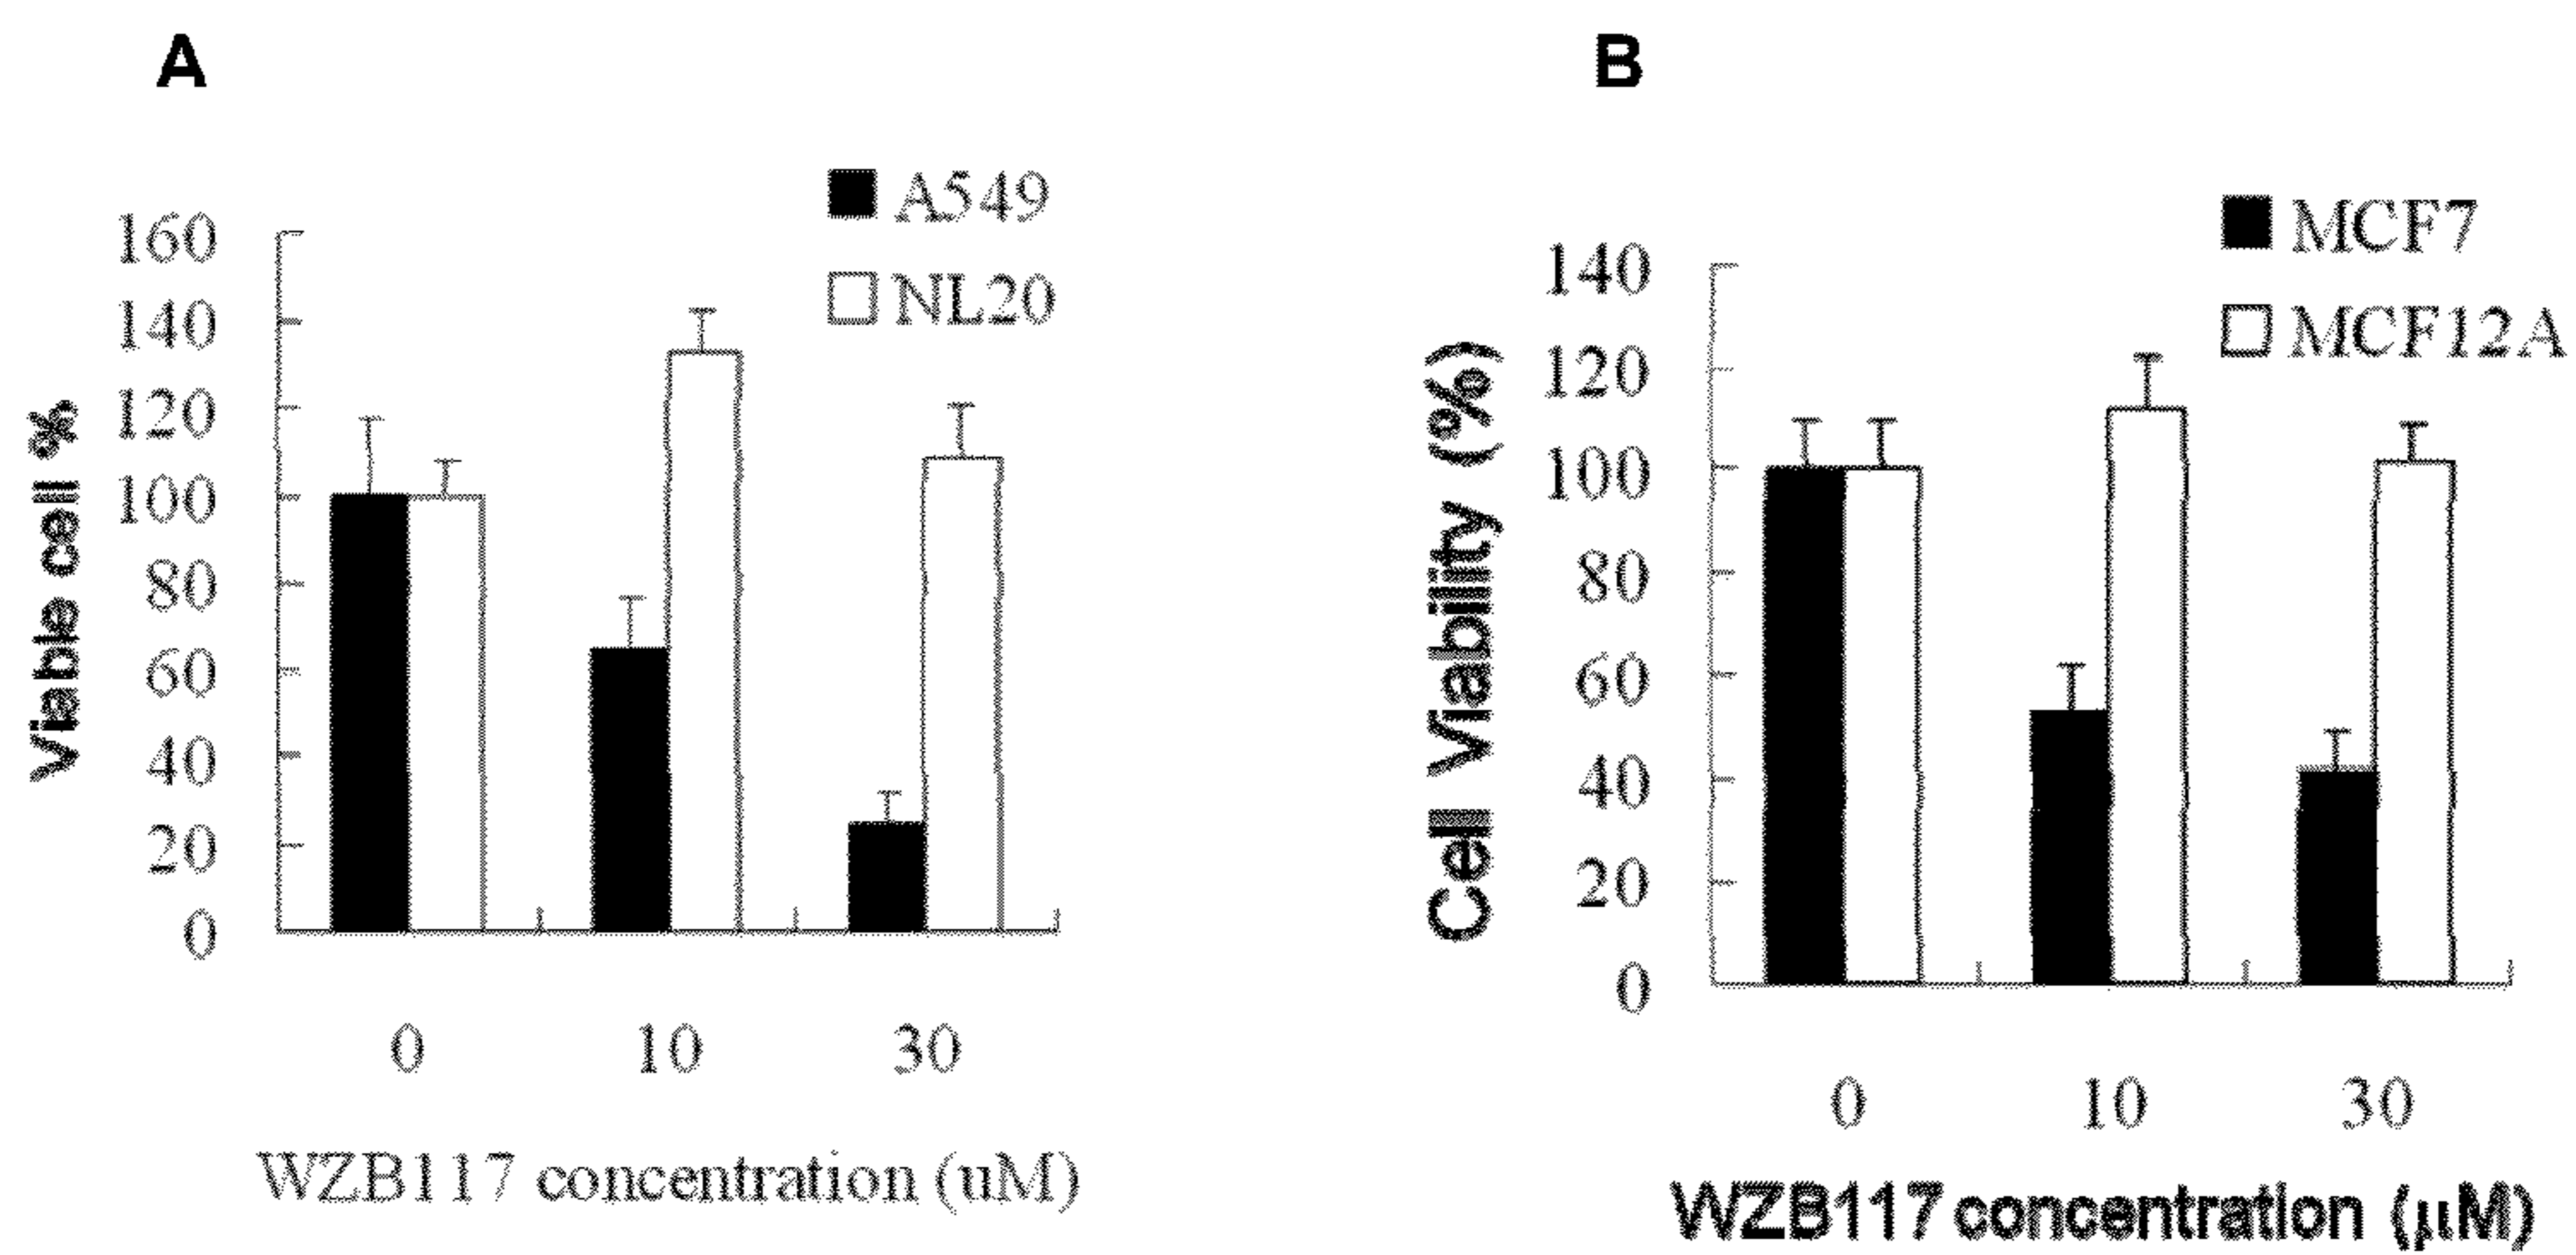 A
Viable cell %
160
140
120
100
80
60
40
20
0
A549
NL20
0 10 30
WZB117 concentration (uM)
B
Cell Viability (%)
140
120
100
80
60
40
20
0
MCF7
MCF12A
0 10 30
WZB117 concentration (μM)